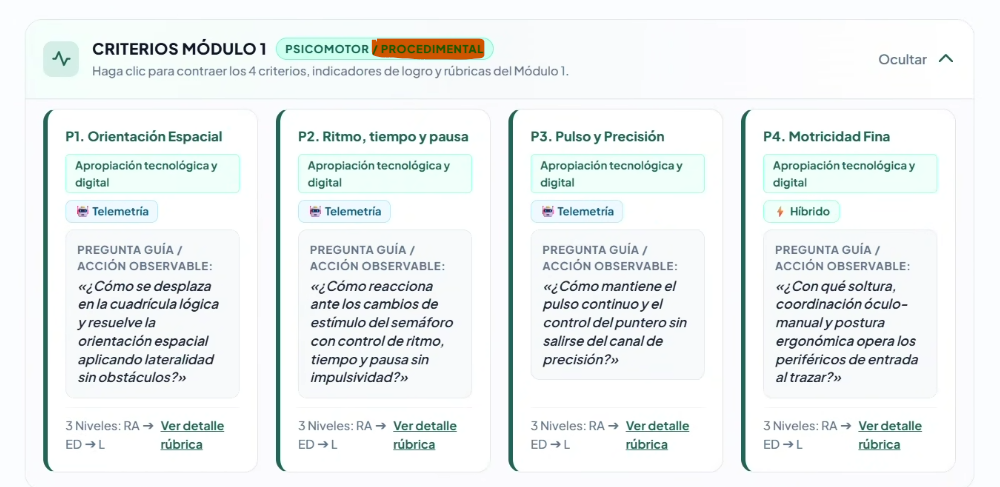 CRITERIOS MÓDULO 1
PSICOMOTOR / PROCEDIMENTAL
Haga clic para contraer los 4 criterios, indicadores de logro y rúbricas del Módulo 1.
Ocultar
P1. Orientación Espacial
Apropiación tecnológica y
digital
Telemetría
PREGUNTA GUÍA /
ACCIÓN OBSERVABLE:
«¿Cómo se desplaza
en la cuadrícula lógica
y resuelve la
orientación espacial
aplicando lateralidad
sin obstáculos?»
3 Niveles: RA ➔
ED ➔ L
Ver detalle
rúbrica
P2. Ritmo, tiempo y pausa
Apropiación tecnológica y
digital
Telemetría
PREGUNTA GUÍA /
ACCIÓN OBSERVABLE:
«¿Cómo reacciona
ante los cambios de
estímulo del semáforo
con control de ritmo,
tiempo y pausa sin
impulsividad?»
3 Niveles: RA ➔
ED ➔ L
Ver detalle
rúbrica
P3. Pulso y Precisión
Apropiación tecnológica y
digital
Telemetría
PREGUNTA GUÍA /
ACCIÓN OBSERVABLE:
«¿Cómo mantiene el
pulso continuo y el
control del puntero sin
salirse del canal de
precisión?»
3 Niveles: RA ➔
ED ➔ L
Ver detalle
rúbrica
P4. Motricidad Fina
Apropiación tecnológica y
digital
Híbrido
PREGUNTA GUÍA /
ACCIÓN OBSERVABLE:
«¿Con qué soltura,
coordinación óculo-
manual y postura
ergonómica opera los
periféricos de entrada
al trazar?»
3 Niveles: RA ➔
ED ➔ L
Ver detalle
rúbrica